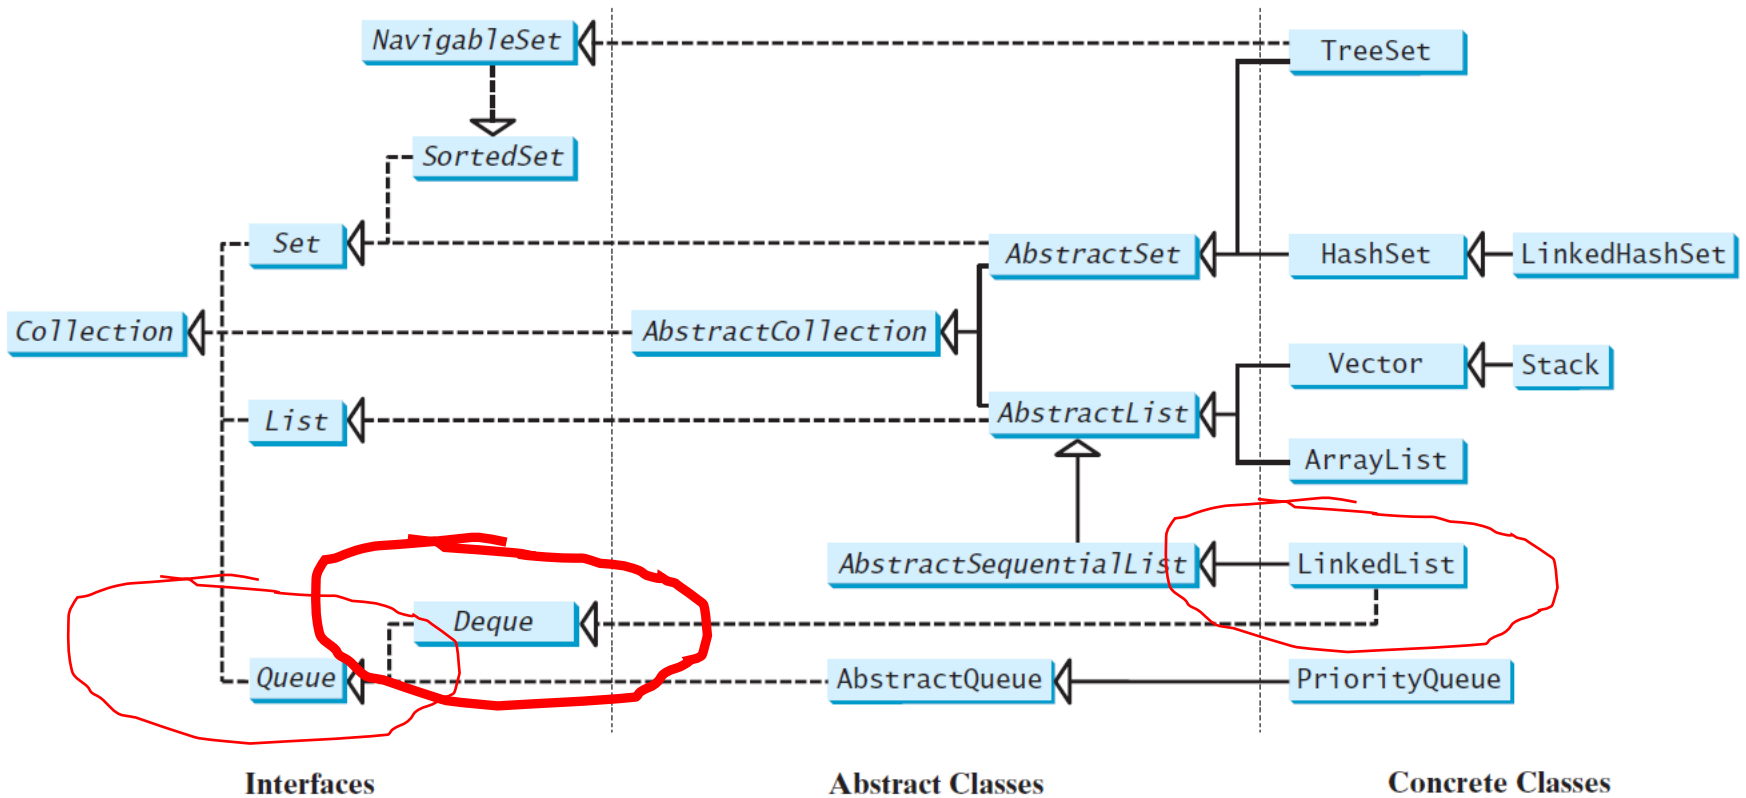 NavigableSet
TreeSet
SortedSet
Set
AbstractSet
HashSet
LinkedHashSet
Collection
AbstractCollection
Vector
Stack
List
AbstractList
ArrayList
AbstractSequentialList
LinkedList
Deque
Queue
AbstractQueue
PriorityQueue
Interfaces
Abstract Classes
Concrete Classes